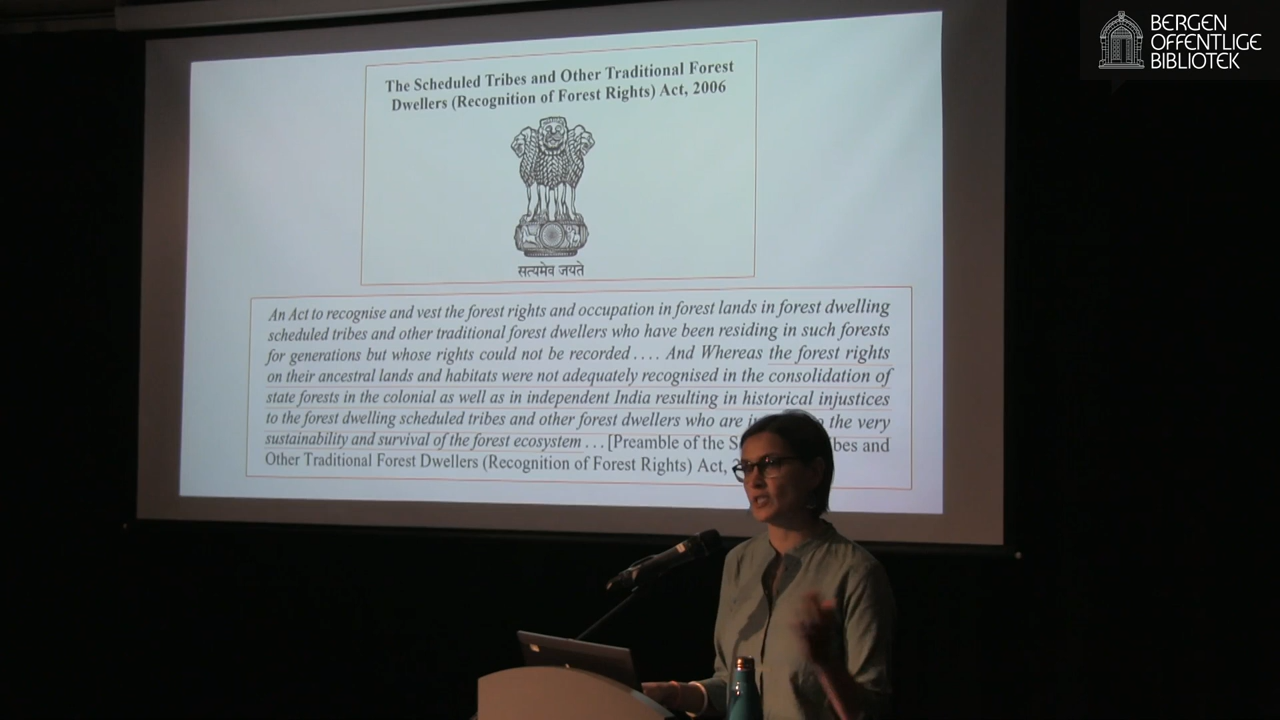 BERGEN
OFFENTLIGE
BIBLIOTEK
The Scheduled Tribes and Other Traditional Forest
Dwellers (Recognition of Forest Rights) Act, 2006
सत्यमेव जयते
An Act to recognise and vest the forest rights and occupation in forest lands in forest dwelling
scheduled tribes and other traditional forest dwellers who have been residing in such forests
for generations but whose rights could not be recorded . . . . And Whereas the forest rights
on their ancestral lands and habitats were not adequately recognised in the consolidation of
state forests in the colonial as well as in independent India resulting in historical injustices
to the forest dwelling scheduled tribes and other forest dwellers who are the very
sustainability and survival of the forest ecosystem . . . [Preamble of the and
Other Traditional Forest Dwellers (Recognition of Forest Rights) Act,